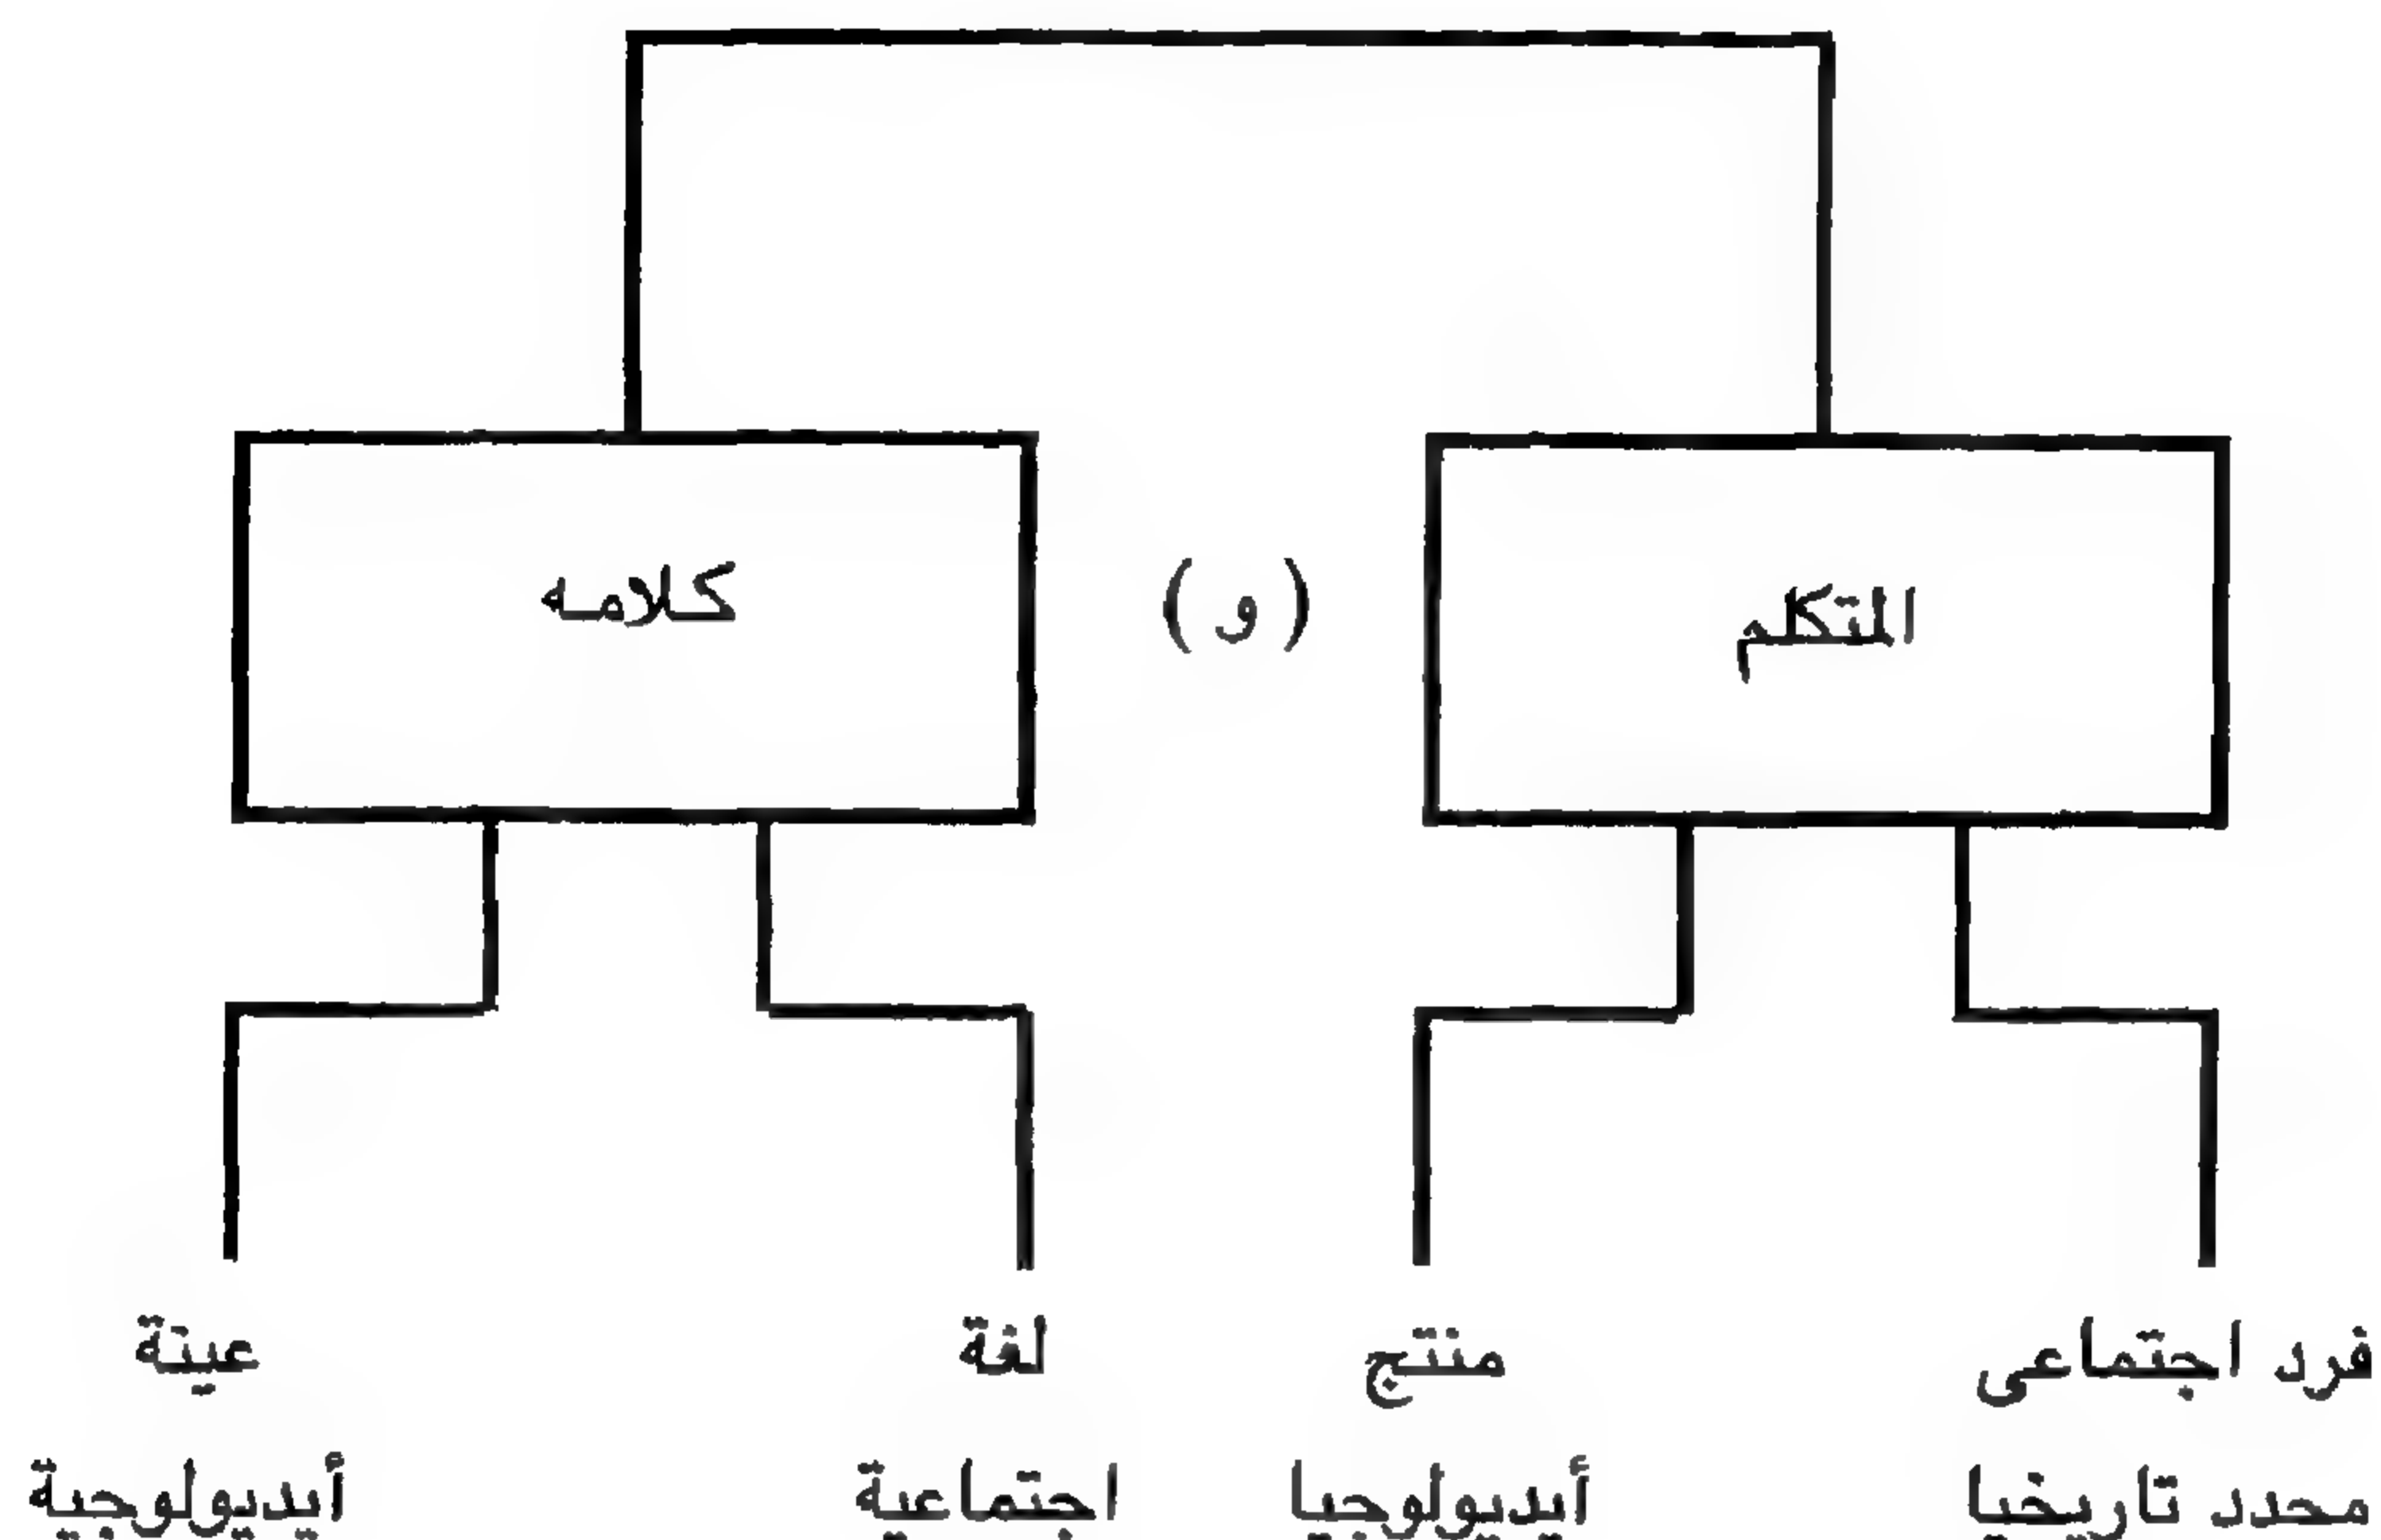 المتكلم
(و)
كلامه
فرد اجتماعى
محدد تاريخيا
منتج
أيديولوجيا
لغة
اجتماعية
عينة
أيديولوجية